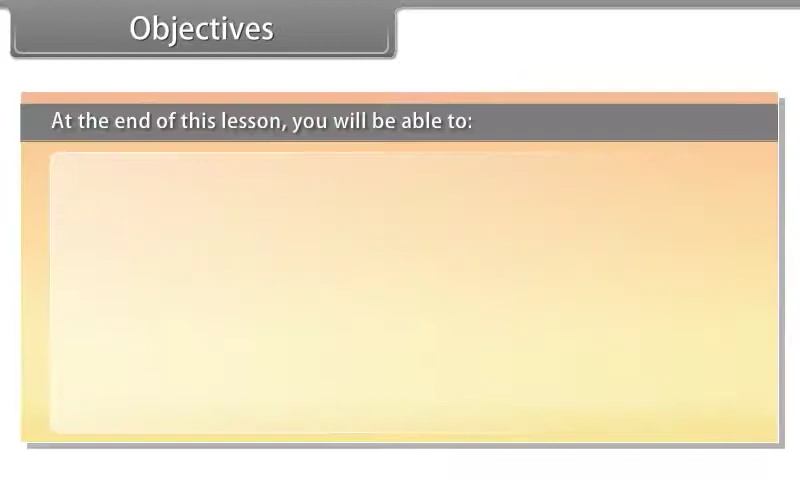 Objectives
At the end of this lesson, you will be able to: